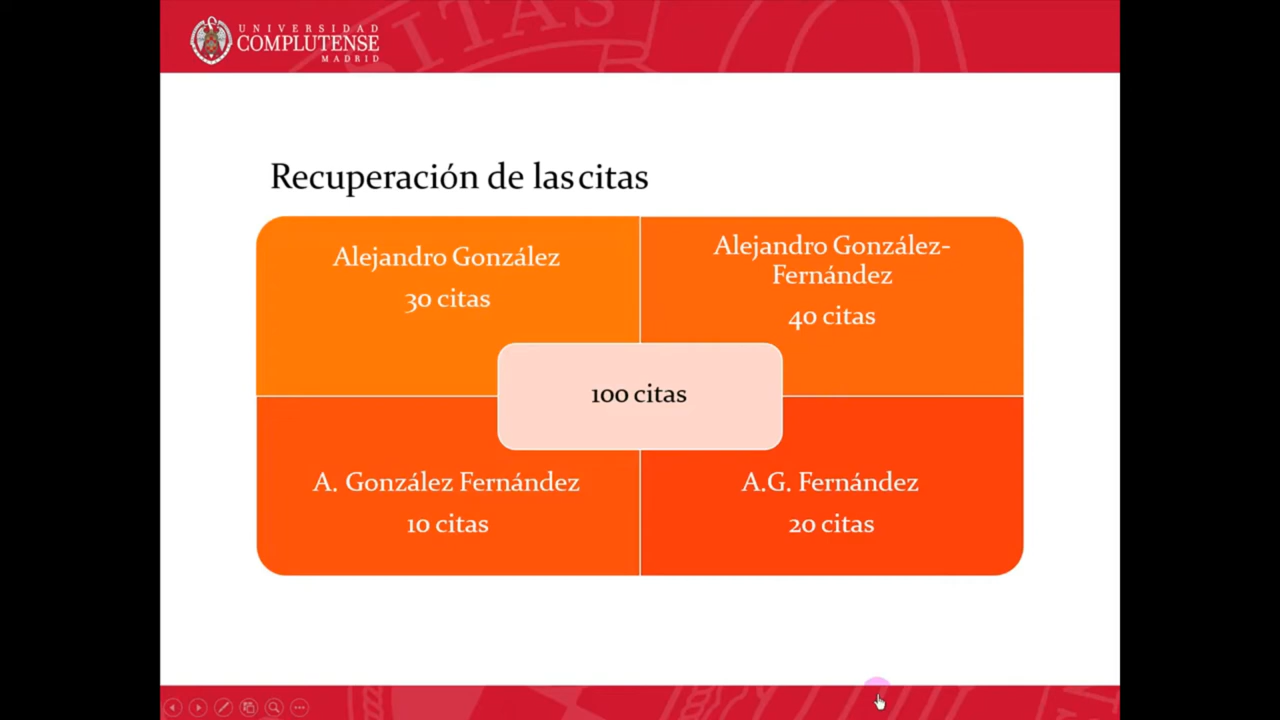 UNIVERSIDAD
COMPLUTENSE
MADRID
Recuperación de las citas
Alejandro González
30 citas
Alejandro González-
Fernández
40 citas
100 citas
A. González Fernández
10 citas
A.G. Fernández
20 citas